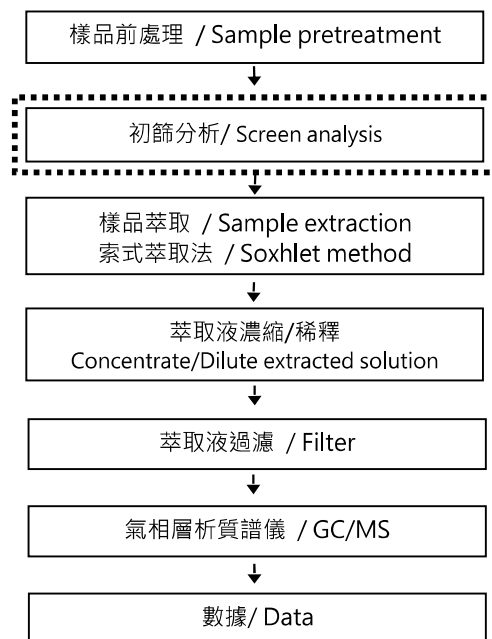 樣品前處理 / Sample pretreatment
初篩分析/ Screen analysis
樣品萃取 / Sample extraction
索式萃取法 / Soxhlet method
萃取液濃縮/稀釋
Concentrate/Dilute extracted solution
萃取液過濾 / Filter
氣相層析質譜儀 / GC/MS
數據/ Data